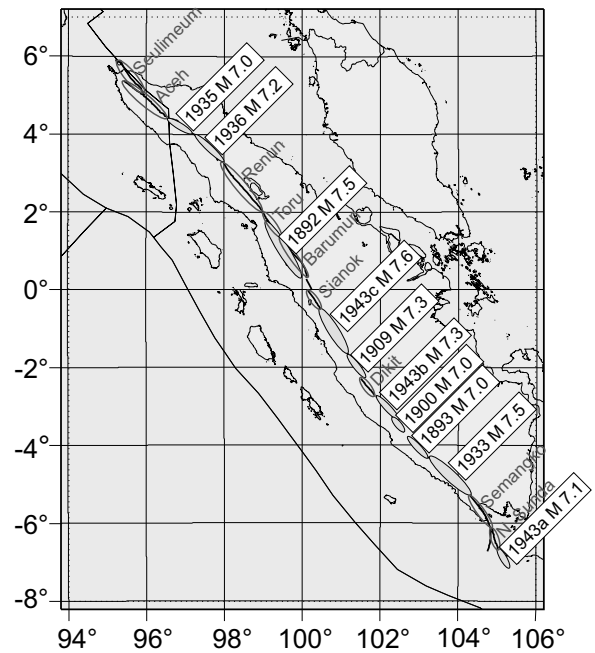 6°
4°
2°
0°
-2°
-4°
-6°
-8°
Seulimeum
Aceh
1935 M 7.0
1936 M 7.2
Renun
Toru
1892 M 7.5
Barumun
Sianok
1943c M 7.6
1909 M 7.3
Dikit
1943b M 7.3
1900 M 7.0
1893 M 7.0
1933 M 7.5
Semangko
N. Sunda
1943a M 7.1
94°
96°
98°
100°
102°
104°
106°